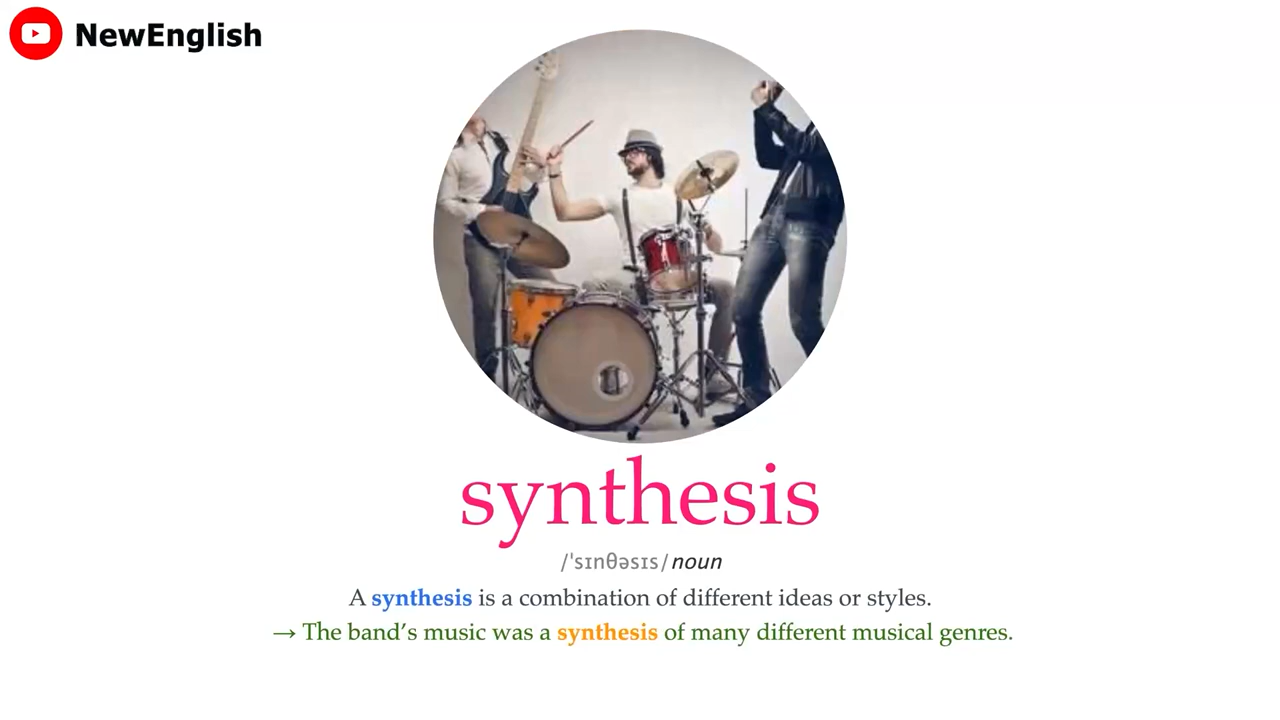 NewEnglish
synthesis
/ˈsɪnθəsɪs/ noun
A synthesis is a combination of different ideas or styles.
→ The band’s music was a synthesis of many different musical genres.